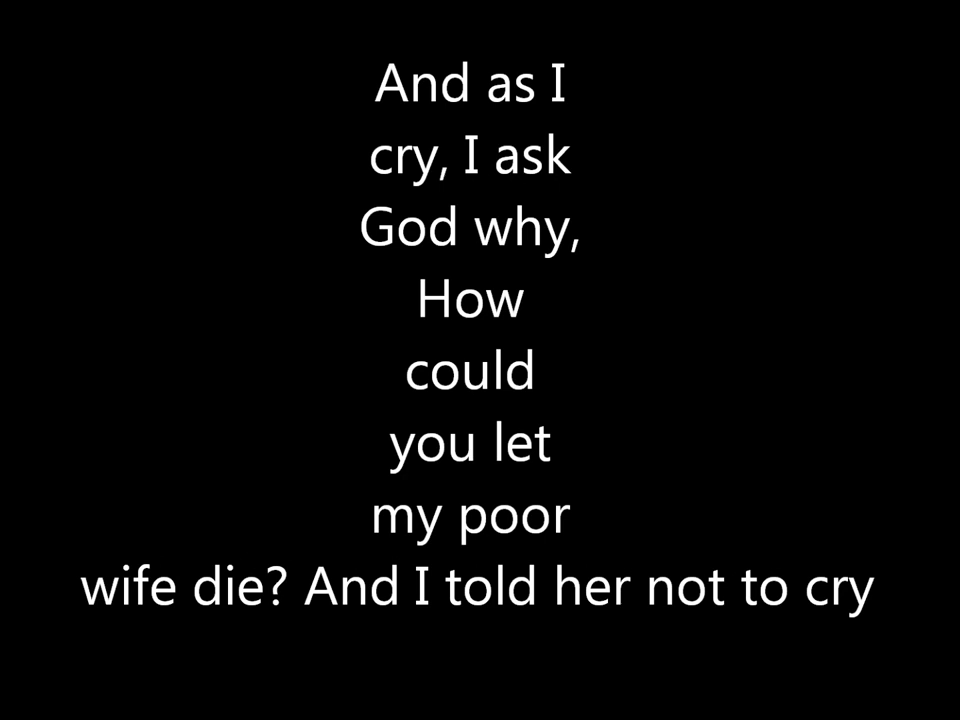 And as I
cry, I ask
God why,
How
could
you let
my poor
wife die? And I told her not to cry